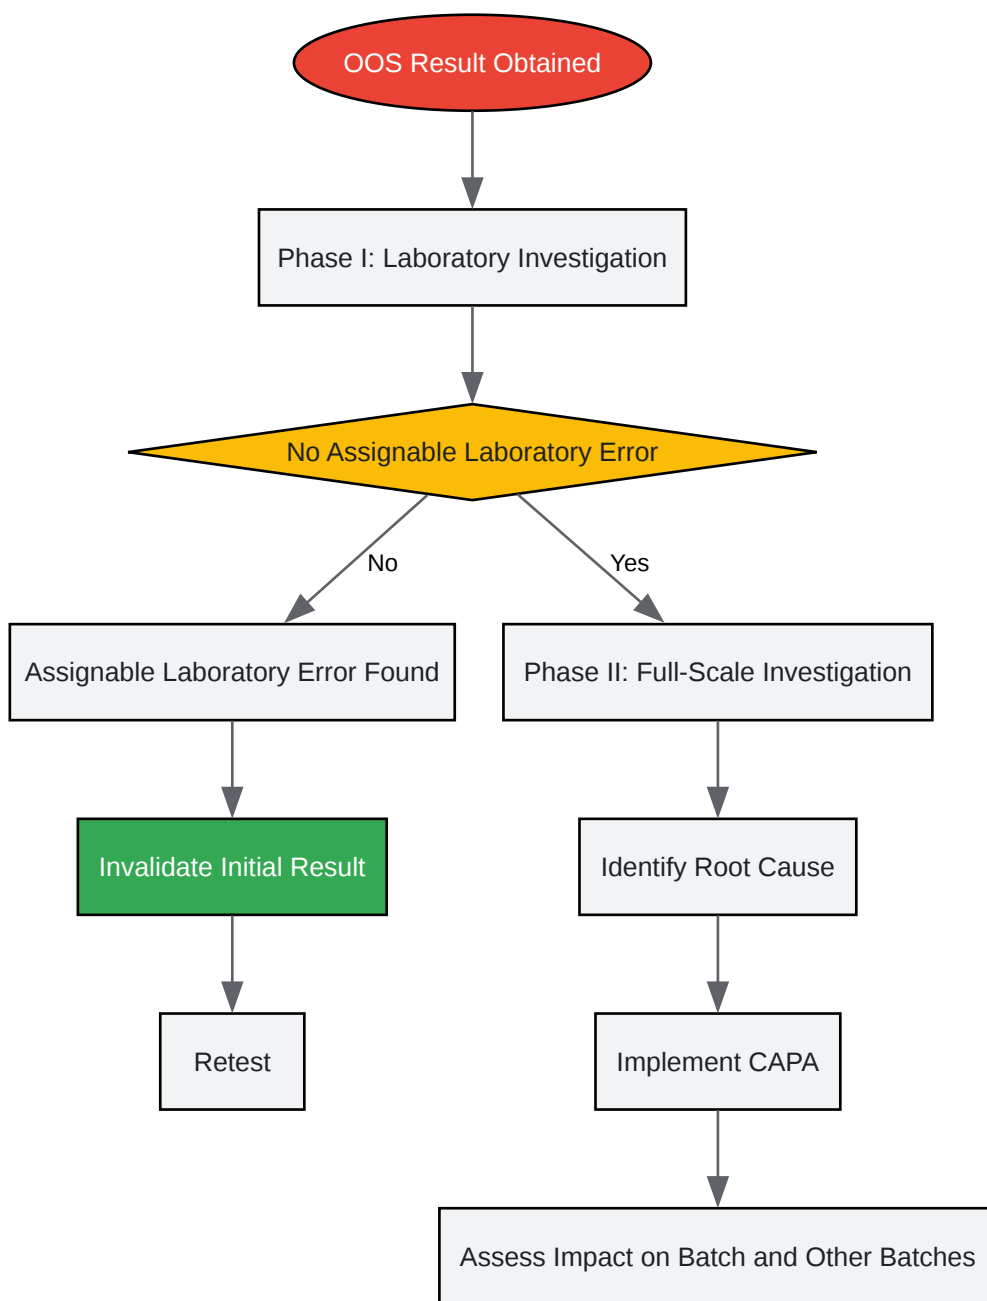 OOS Result Obtained
Phase I: Laboratory Investigation
No Assignable Laboratory Error
No
Yes
Assignable Laboratory Error Found
Phase II: Full-Scale Investigation
Invalidate Initial Result
Identify Root Cause
Retest
Implement CAPA
Assess Impact on Batch and Other Batches